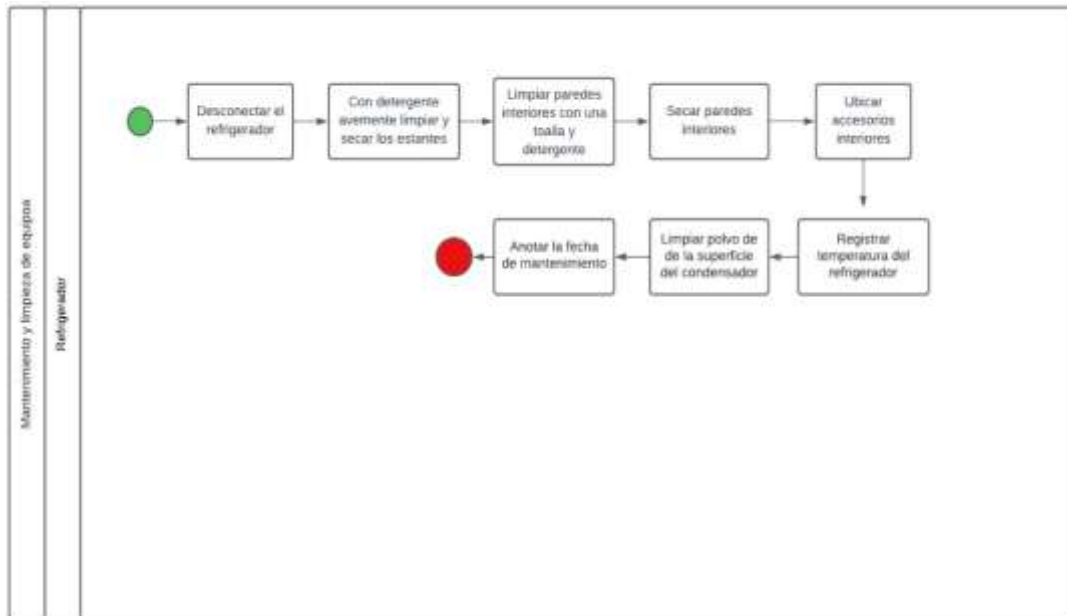 Mantenimiento y limpieza de equipoa
Refrigerador
Desconectar el
refrigerador
Con detergente
avemente limpiar y
secar los estantes
Limpiar paredes
interiores con una
toalla y
detergente
Secar paredes
interiores
Ubicar
accesorios
interiores
Registrar
temperatura del
refrigerador
Limpiar polvo de
de la superficie
del condensador
Anotar la fecha
de mantenimiento